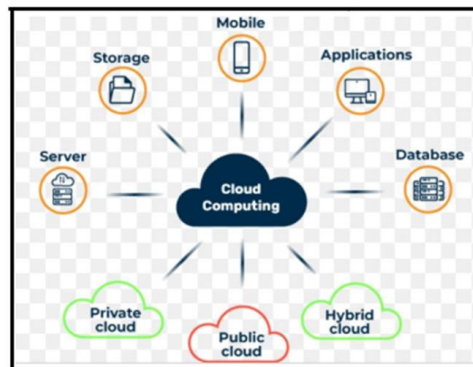 Mobile
Storage
Applications
Server
Database
Cloud
Computing
Private
cloud
Public
cloud
Hybrid
cloud